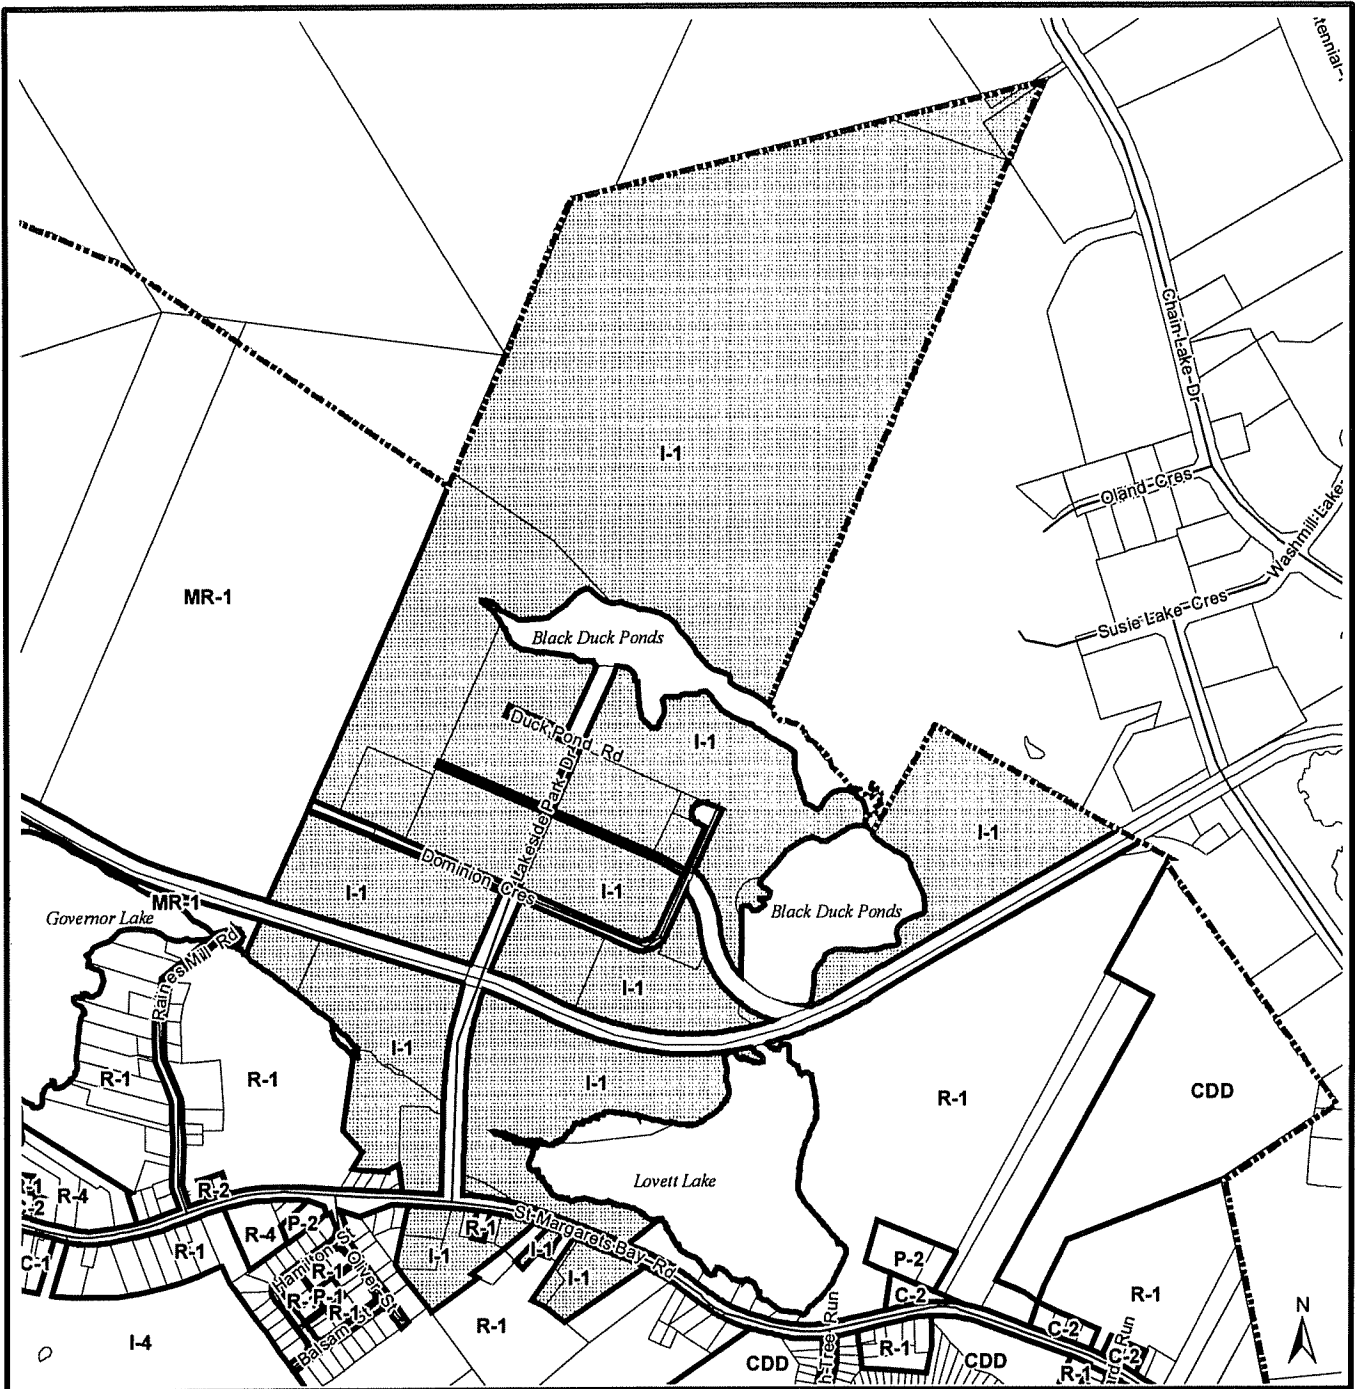 Chain Lake Dr
I-1
Oland Cres
Washmill Lake
MR-1
Susie Lake Cres
Black Duck Ponds
Duck Pond Rd
I-1
Lakeside Park Dr
I-1
Dominion Cres
I-1
I-1
MR-1
Governor Lake
Black Duck Ponds
Raines Mill Rd
I-1
I-1
I-1
R-1
R-1
R-1
CDD
Lovett Lake
R-4
R-2
R-4
P-2
R-1
R-1
St Margarets Bay Rd
I-1
I-1
I-1
Hamilton St
Oliver St
R-1
P-1
R-1
Balsam
C-1
I-4
R-1
P-2
C-2
R-1
R-1
C-2
C-2
R-1
CDD
CDD
Run
Run
N